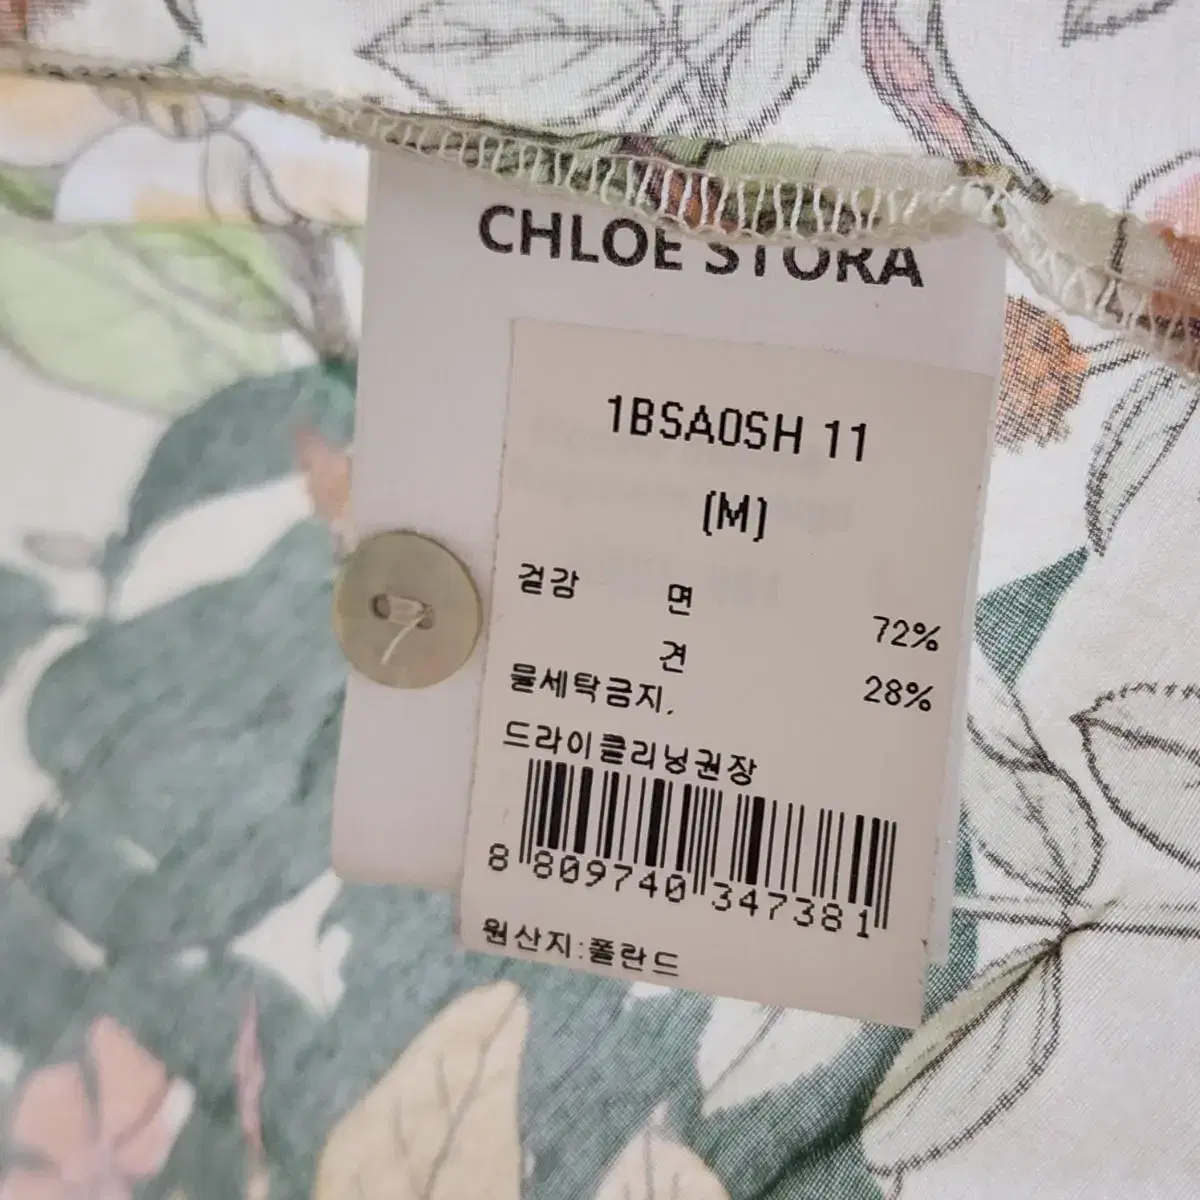 CHLOE STORA
1BSA0SH 11
(M)
겉감 면 72%
견 28%
물세탁금지.
드라이클리닝권장
8 809740 347381
원산지:폴란드